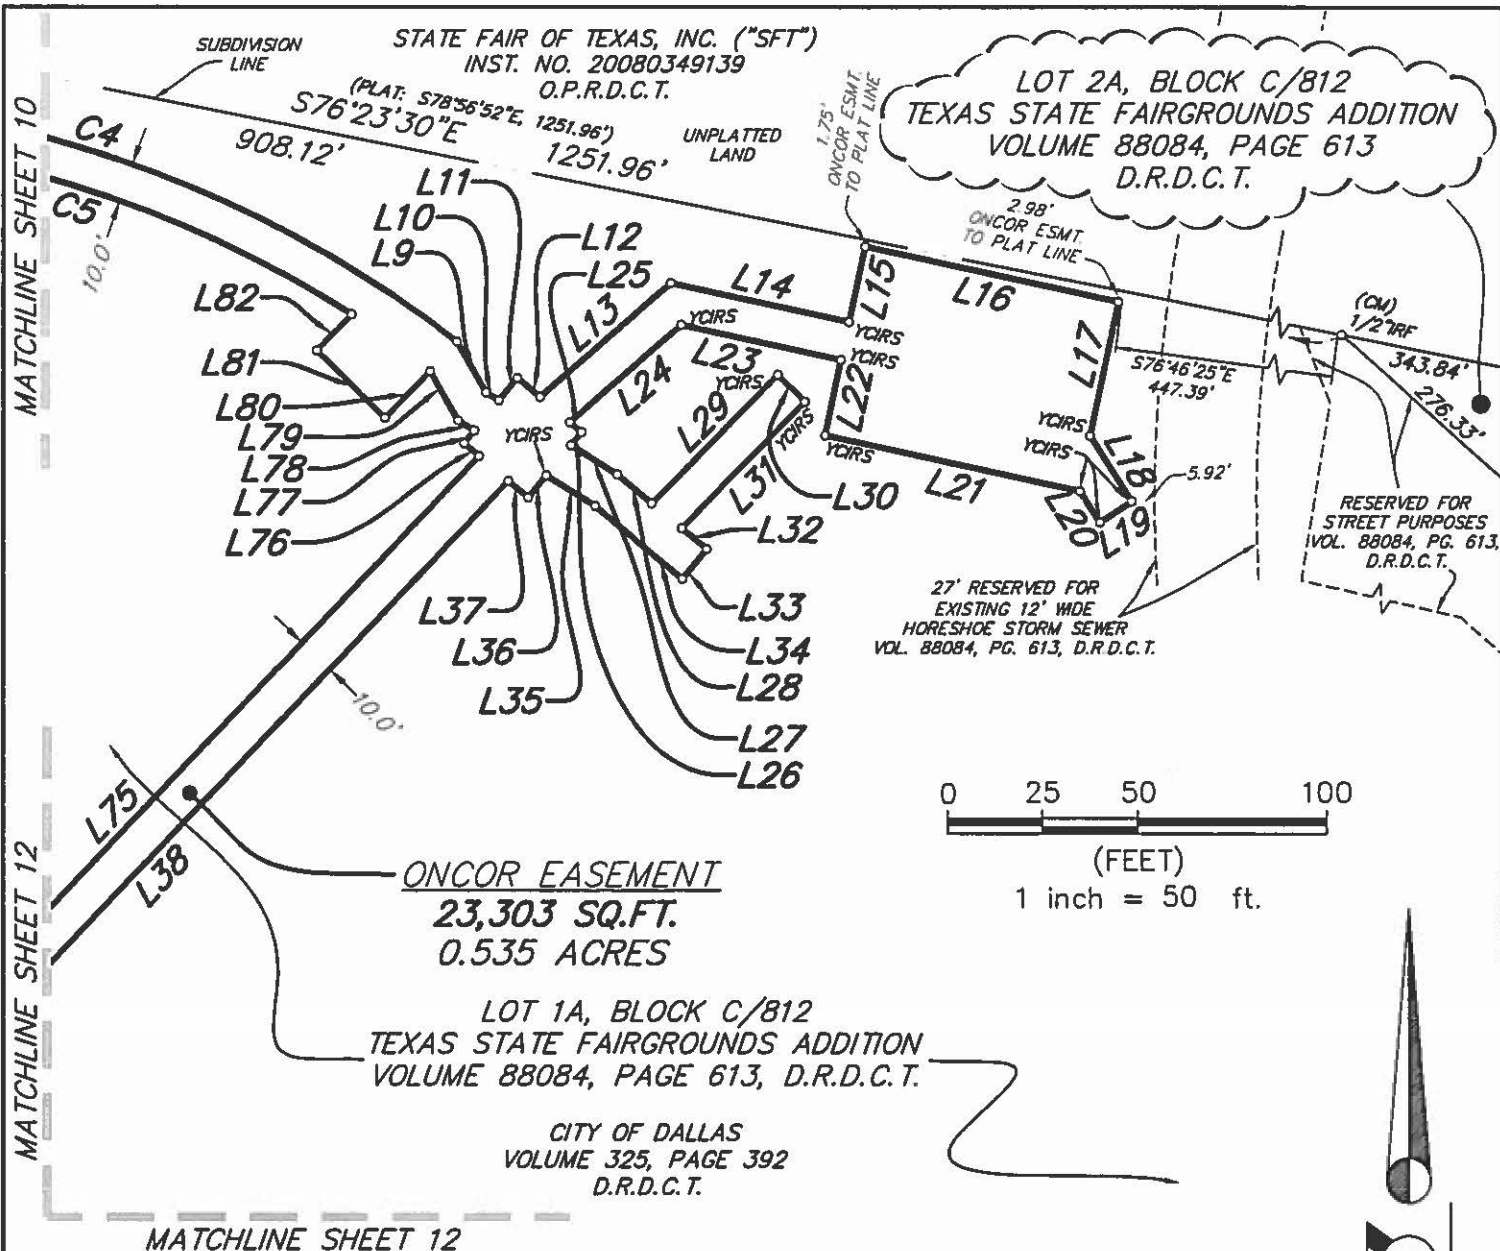 SUBDIVISION
LINE
STATE FAIR OF TEXAS, INC. ("SFT")
INST. NO. 20080349139
O.P.R.D.C.T.
(PLAT: S78°56'52"E, 1251.96')
S76°23'30"E
908.12'
1251.96'
UNPLATTED
LAND
1.75'
ONCOR ESMT.
TO PLAT LINE
LOT 2A, BLOCK C/812
TEXAS STATE FAIRGROUNDS ADDITION
VOLUME 88084, PAGE 613
D.R.D.C.T.
2.98'
ONCOR ESMT.
TO PLAT LINE
MATCHLINE SHEET 10
C4
C5
10.0'
L11
L10
L9
L12
L25
L13
L14
L15
L16
L17
L82
L81
L80
L79
L78
L77
L76
YCIRS
L23
YCIRS
YCIRS
YCIRS
L24
L29
YCIRS
L22
YCIRS
YCIRS
L31
L30
YCIRS
L21
YCIRS
YCIRS
L18
L20
L19
5.92'
S76°46'25"E
447.39'
(CM)
1/2"IRF
343.84'
276.33'
RESERVED FOR
STREET PURPOSES
VOL. 88084, PG. 613,
D.R.D.C.T.
L32
L33
L34
L28
L27
L26
L37
L36
L35
27' RESERVED FOR
EXISTING 12' WIDE
HORESHOE STORM SEWER
VOL. 88084, PG. 613, D.R.D.C.T.
10.0'
L75
L38
0 25 50 100
(FEET)
1 inch = 50 ft.
ONCOR EASEMENT
23,303 SQ.FT.
0.535 ACRES
LOT 1A, BLOCK C/812
TEXAS STATE FAIRGROUNDS ADDITION
VOLUME 88084, PAGE 613, D.R.D.C.T.
CITY OF DALLAS
VOLUME 325, PAGE 392
D.R.D.C.T.
MATCHLINE SHEET 12
MATCHLINE SHEET 12